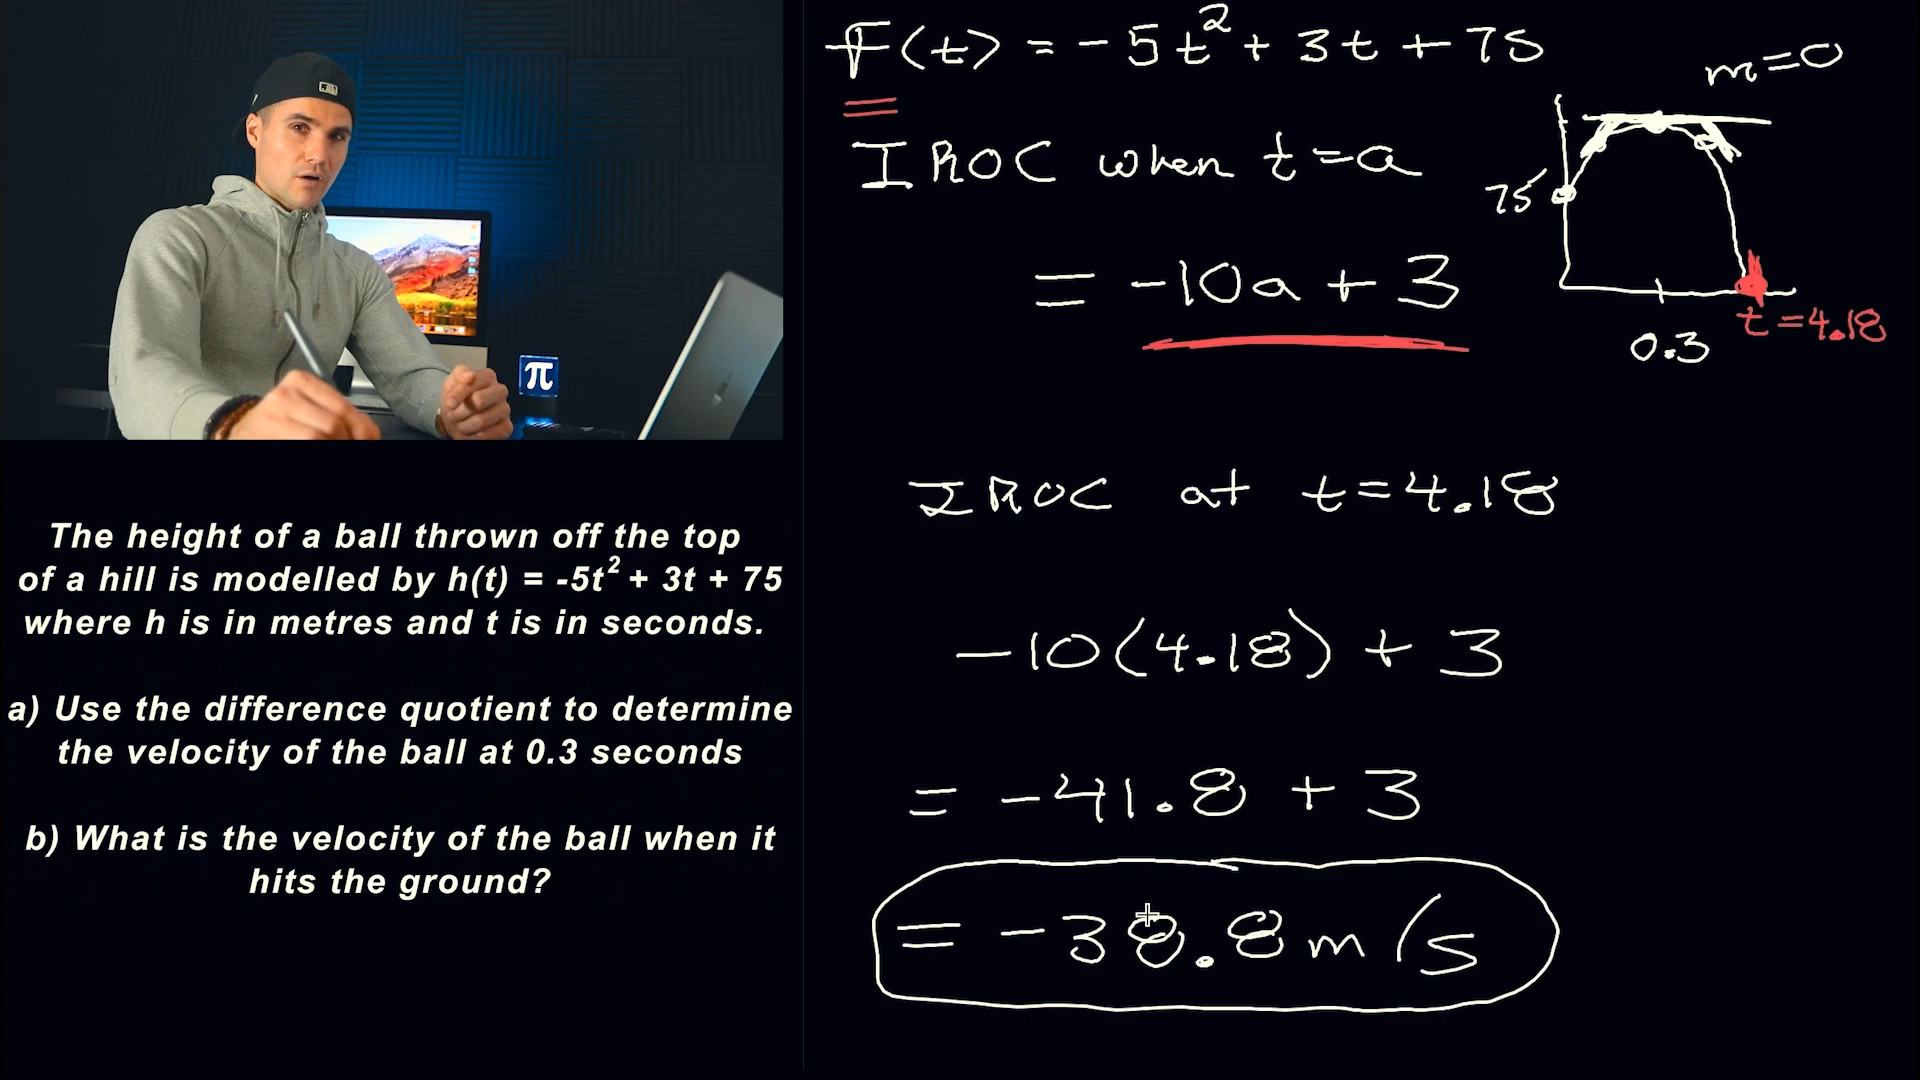 π
The height of a ball thrown off the top
of a hill is modelled by h(t) = -5t² + 3t + 75
where h is in metres and t is in seconds.
a) Use the difference quotient to determine
the velocity of the ball at 0.3 seconds
b) What is the velocity of the ball when it
hits the ground?
F(t) = -5t² + 3t + 75
IROC when t=a
= -10a + 3
m=0
75
0.3
t=4.18
IROC at t=4.18
-10(4.18) + 3
= -41.8 + 3
= -38.8 m/s